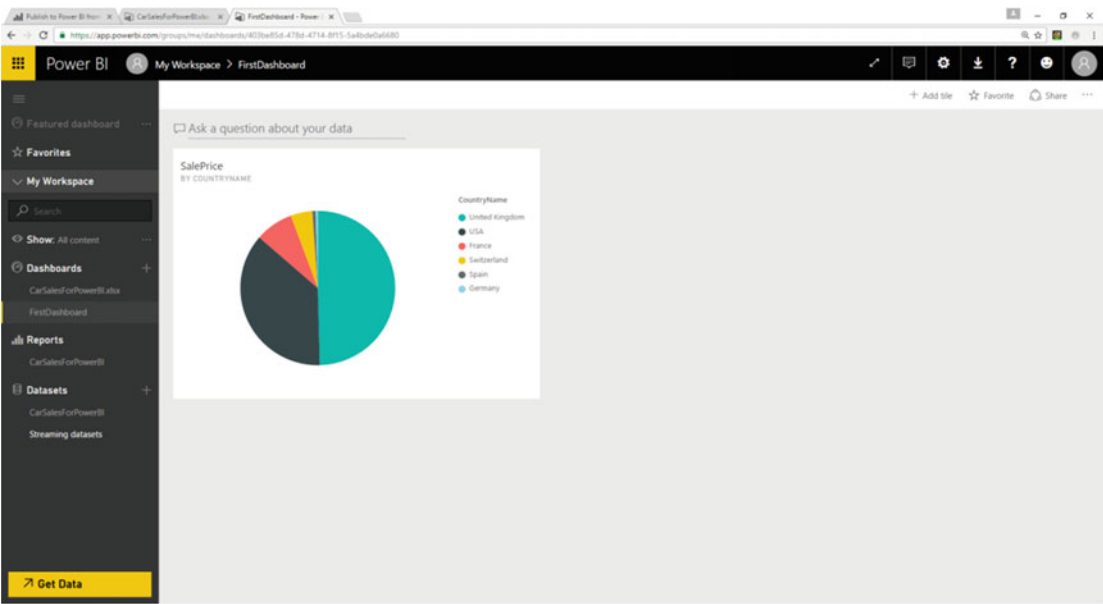 Publish to Power BI from
CarSalesForPowerBI.xlsx
FirstDashboard - Power
https://app.powerbi.com/groups/me/dashboards/403be85d-478d-4714-8f15-5a4bde0a6680
Power BI
My Workspace > FirstDashboard
+ Add tile
Favorite
Share
Featured dashboard
Favorites
My Workspace
Search
Show: All content
Dashboards
CarSalesForPowerBI.xlsx
FirstDashboard
Reports
CarSalesForPowerBI
Datasets
CarSalesForPowerBI
Streaming datasets
Get Data
Ask a question about your data
SalePrice
BY COUNTRYNAME
CountryName
United Kingdom
USA
France
Switzerland
Spain
Germany